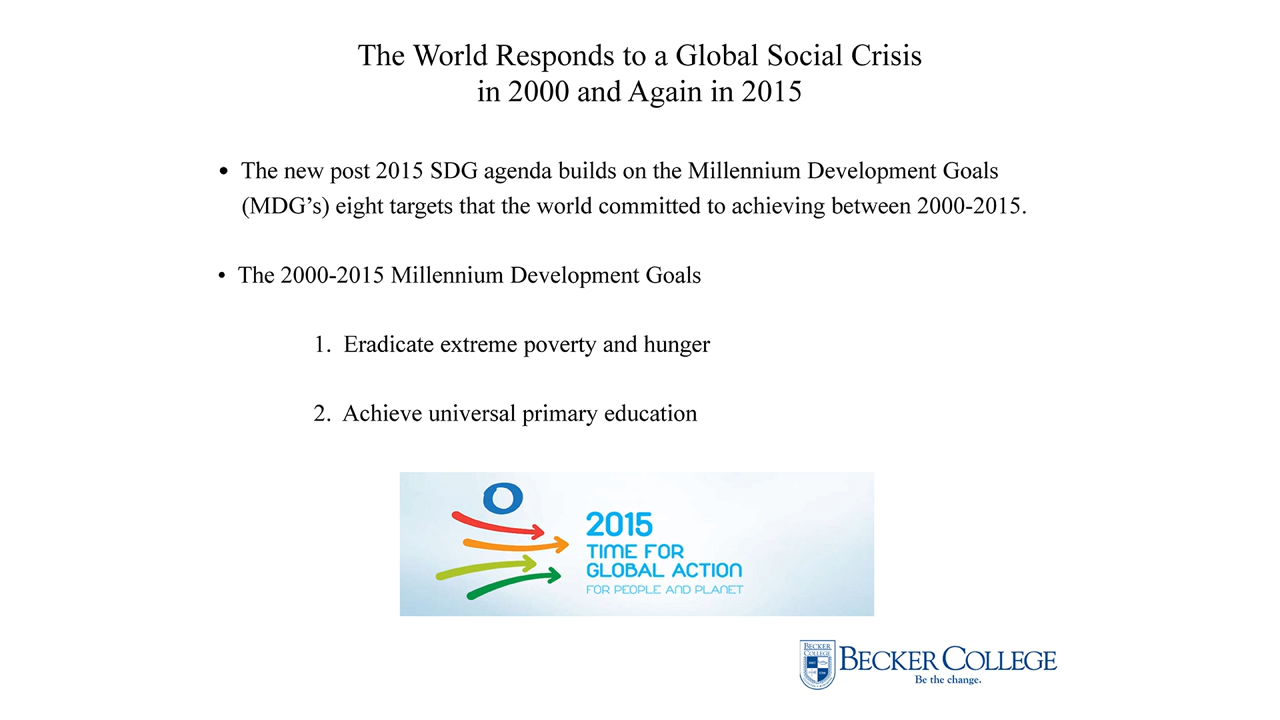 The World Responds to a Global Social Crisis
in 2000 and Again in 2015
• The new post 2015 SDG agenda builds on the Millennium Development Goals
(MDG’s) eight targets that the world committed to achieving between 2000-2015.
• The 2000-2015 Millennium Development Goals
1. Eradicate extreme poverty and hunger
2. Achieve universal primary education
2015
TIME FOR
GLOBAL ACTION
FOR PEOPLE AND PLANET
BECKER
COLLEGE
BECKER COLLEGE
Be the change.